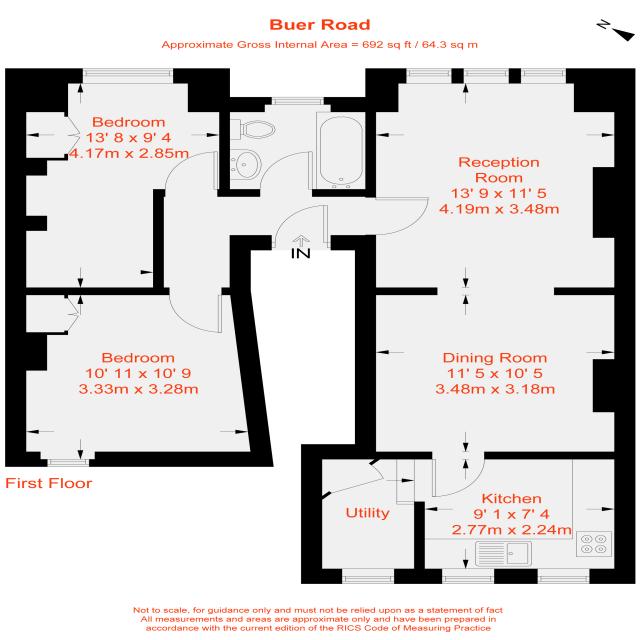 Buer Road
Approximate Gross Internal Area = 692 sq ft / 64.3 sq m
N
Bedroom
13' 8 x 9' 4
4.17m x 2.85m
Reception
Room
13' 9 x 11' 5
4.19m x 3.48m
IN
Bedroom
10' 11 x 10' 9
3.33m x 3.28m
Dining Room
11' 5 x 10' 5
3.48m x 3.18m
First Floor
Utility
Kitchen
9' 1 x 7' 4
2.77m x 2.24m
Not to scale, for guidance only and must not be relied upon as a statement of fact
All measurements and areas are approximate only and have been prepared in
accordance with the current edition of the RICS Code of Measuring Practice